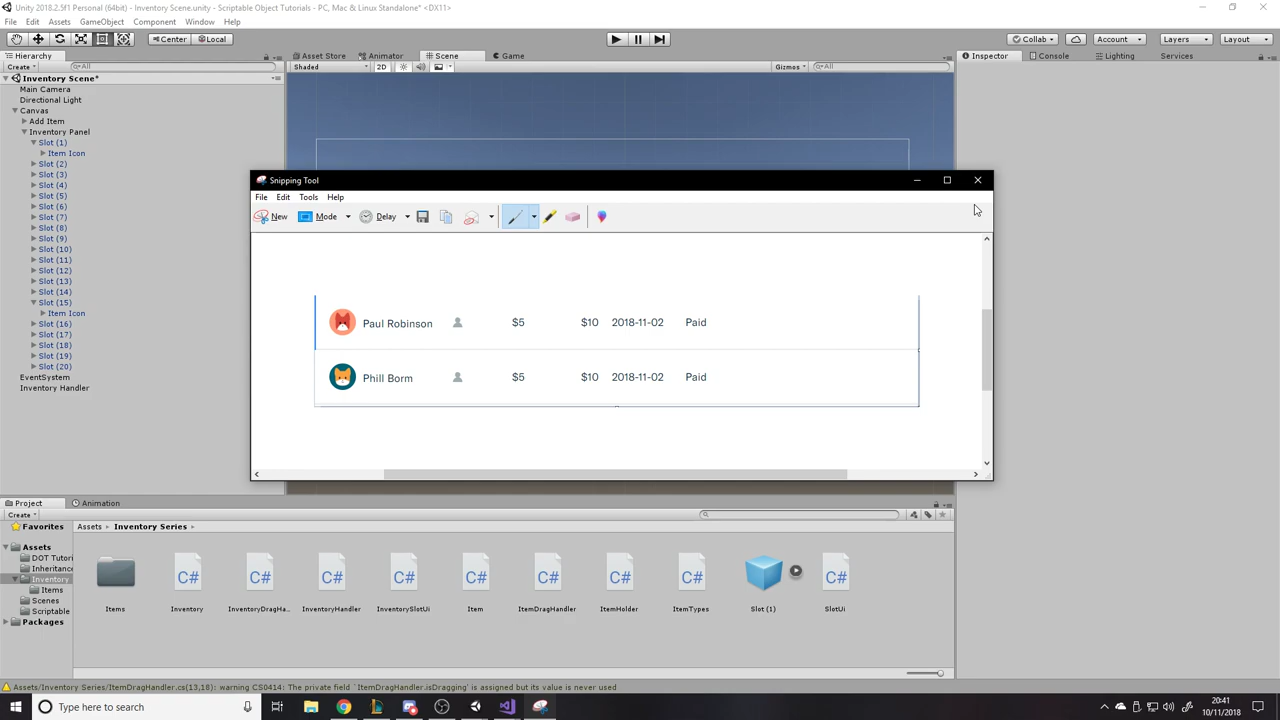 Unity 2018.2.5f1 Personal (64bit) - Inventory Scene.unity - Scriptable Object Tutorials - PC, Mac & Linux Standalone* <DX11>
File Edit Assets GameObject Component Window Help
Center Local Collab Account Layers Layout
Hierarchy Asset Store Animator Scene Game Inspector Console Lighting Services
Create All Shaded 2D Gizmos All
Inventory Scene*
Main Camera
Directional Light
Canvas
Add Item
Inventory Panel
Slot (1)
Item Icon
Slot (2)
Slot (3)
Slot (4)
Slot (5)
Slot (6)
Slot (7)
Slot (8)
Slot (9)
Slot (10)
Slot (11)
Slot (12)
Slot (13)
Slot (14)
Slot (15)
Item Icon
Slot (16)
Slot (17)
Slot (18)
Slot (19)
Slot (20)
EventSystem
Inventory Handler
Snipping Tool
File Edit Tools Help
New Mode Delay
Paul Robinson $5 $10 2018-11-02 Paid
Phill Borm $5 $10 2018-11-02 Paid
Project Animation
Create
Favorites
Assets
DOT Tutori
Inheritance
Inventory
Items
Scenes
Scriptable
Packages
Assets Inventory Series
C# C# C# C# C# C# C# C# C#
Items Inventory InventoryDragHa... InventoryHandler InventorySlotUi Item ItemDragHandler ItemHolder ItemTypes Slot (1) SlotUi
Assets/Inventory Series/ItemDragHandler.cs(13,18): warning CS0414: The private field `ItemDragHandler.isDragging' is assigned but its value is never used
Type here to search
20:41
10/11/2018